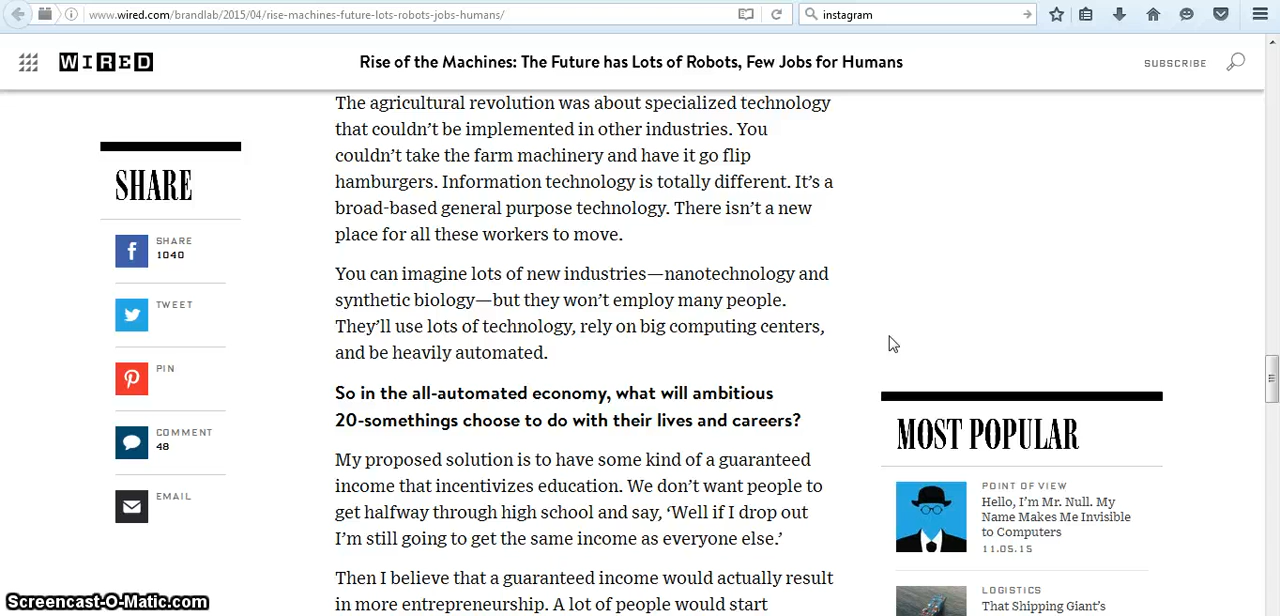 www.wired.com/brandlab/2015/04/rise-machines-future-lots-robots-jobs-humans/
instagram
WIRED
Rise of the Machines: The Future has Lots of Robots, Few Jobs for Humans
SUBSCRIBE
SHARE
SHARE
1040
TWEET
PIN
COMMENT
48
EMAIL
The agricultural revolution was about specialized technology
that couldn’t be implemented in other industries. You
couldn’t take the farm machinery and have it go flip
hamburgers. Information technology is totally different. It’s a
broad-based general purpose technology. There isn’t a new
place for all these workers to move.
You can imagine lots of new industries—nanotechnology and
synthetic biology—but they won’t employ many people.
They’ll use lots of technology, rely on big computing centers,
and be heavily automated.
So in the all-automated economy, what will ambitious
20-somethings choose to do with their lives and careers?
My proposed solution is to have some kind of a guaranteed
income that incentivizes education. We don’t want people to
get halfway through high school and say, ‘Well if I drop out
I’m still going to get the same income as everyone else.’
Then I believe that a guaranteed income would actually result
in more entrepreneurship. A lot of people would start
MOST POPULAR
POINT OF VIEW
Hello, I’m Mr. Null. My
Name Makes Me Invisible
to Computers
11.05.15
LOGISTICS
That Shipping Giant’s
Screencast-O-Matic.com